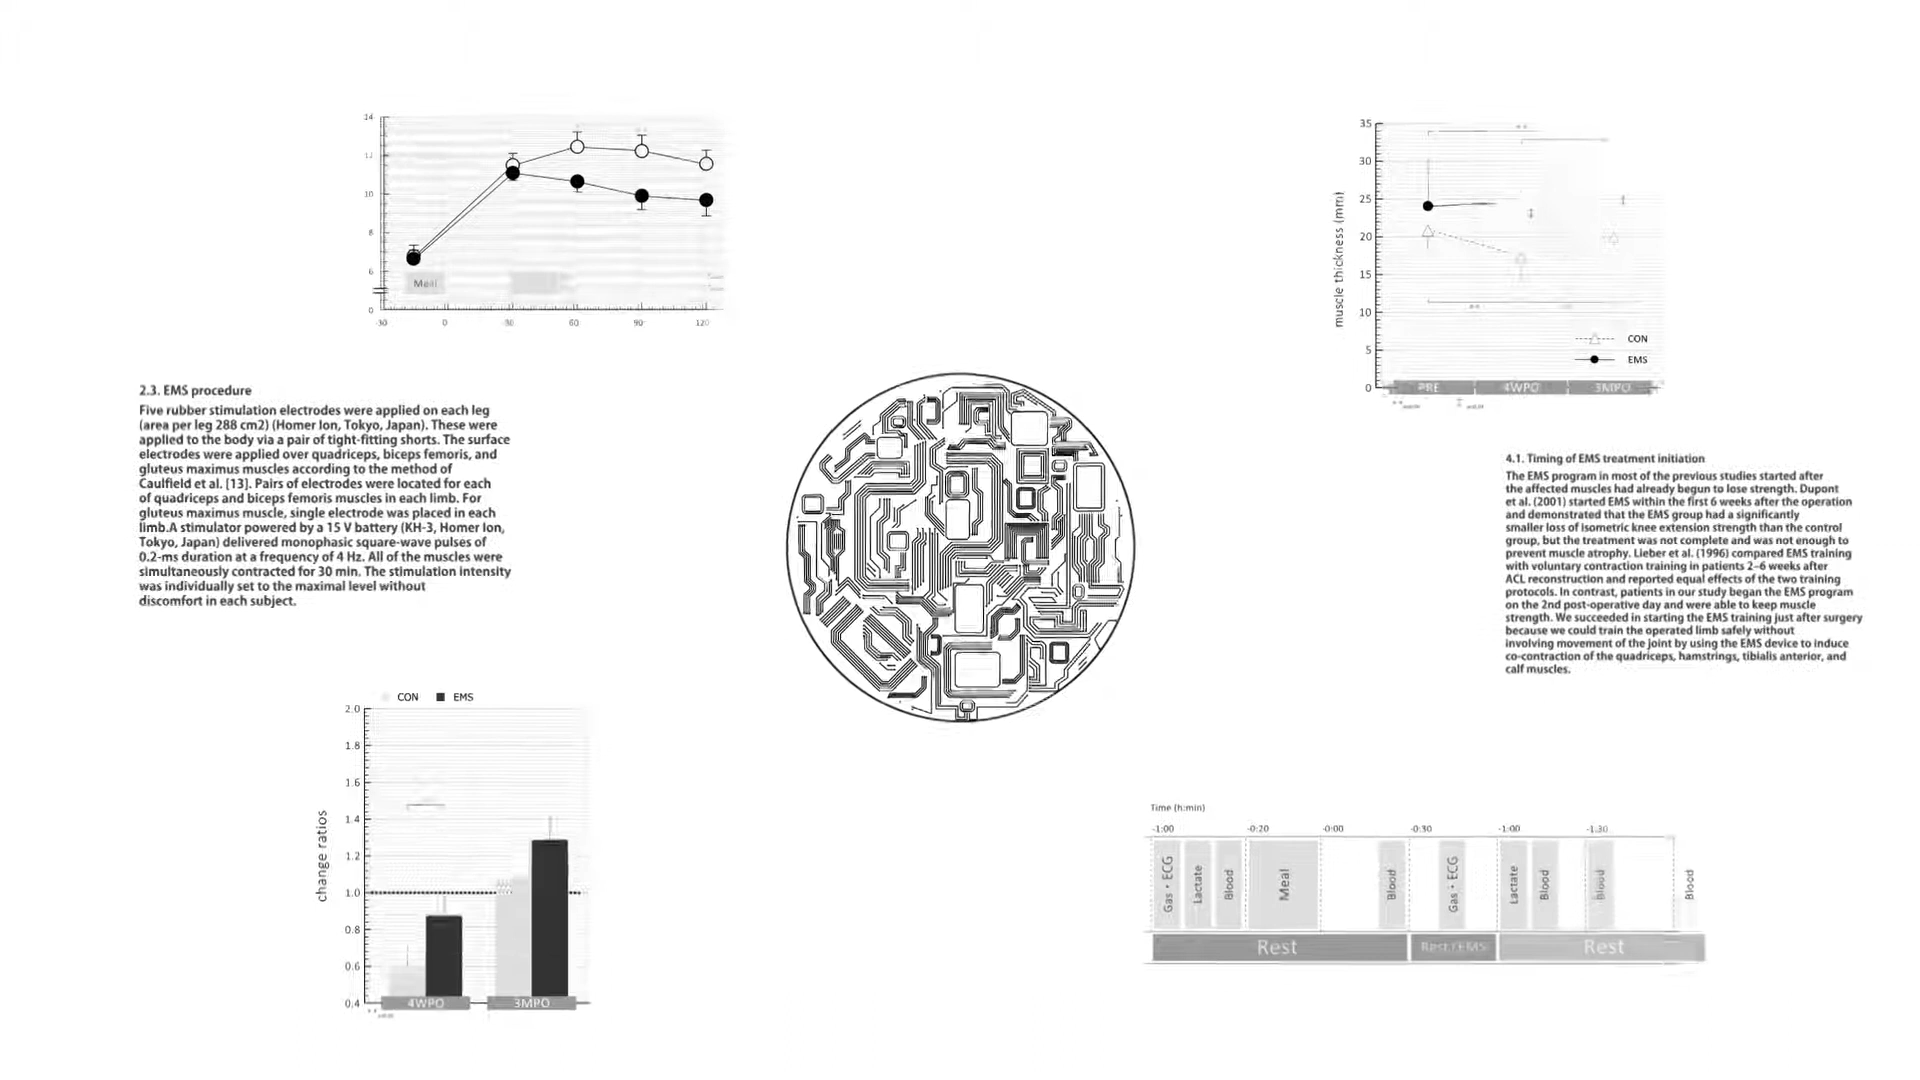 14
10
8
6
0
Meal
30
0
30
60
90
120
2.3. EMS procedure
Five rubber stimulation electrodes were applied on each leg
(area per leg 288 cm2) (Homer Ion, Tokyo, Japan). These were
applied to the body via a pair of tight-fitting shorts. The surface
electrodes were applied over quadriceps, biceps femoris, and
gluteus maximus muscles according to the method of
Caulfield et al. [13]. Pairs of electrodes were located for each
of quadriceps and biceps femoris muscles in each limb. For
gluteus maximus muscle, single electrode was placed in each
limb.A stimulator powered by a 15 V battery (KH-3, Homer Ion,
Tokyo, Japan) delivered monophasic square-wave pulses of
0.2-ms duration at a frequency of 4 Hz. All of the muscles were
simultaneously contracted for 30 min. The stimulation intensity
was individually set to the maximal level without
discomfort in each subject.
CON EMS
change ratios
2.0
1.8
1.6
1.4
1.2
1.0
0.8
0.6
0.4
4WPO 3MPO
muscle thickness (mm)
35
30
25
20
15
10
5
0
CON
EMS
PRE 4WPO 3MPO
4.1. Timing of EMS treatment initiation
The EMS program in most of the previous studies started after
the affected muscles had already begun to lose strength. Dupont
et al. (2001) started EMS within the first 6 weeks after the operation
and demonstrated that the EMS group had a significantly
smaller loss of isometric knee extension strength than the control
group, but the treatment was not complete and was not enough to
prevent muscle atrophy. Lieber et al. (1996) compared EMS training
with voluntary contraction training in patients 2–6 weeks after
ACL reconstruction and reported equal effects of the two training
protocols. In contrast, patients in our study began the EMS program
on the 2nd post-operative day and were able to keep muscle
strength. We succeeded in starting the EMS training just after surgery
because we could train the operated limb safely without
involving movement of the joint by using the EMS device to induce
co-contraction of the quadriceps, hamstrings, tibialis anterior, and
calf muscles.
Time (h:min)
-1:00 -0:20 -0:00 -0:30 -1:00 -1:30
Gas・ECG Lactate Blood Meal Blood Gas・ECG Lactate Blood Blood Blood
Rest Rest/EMS Rest